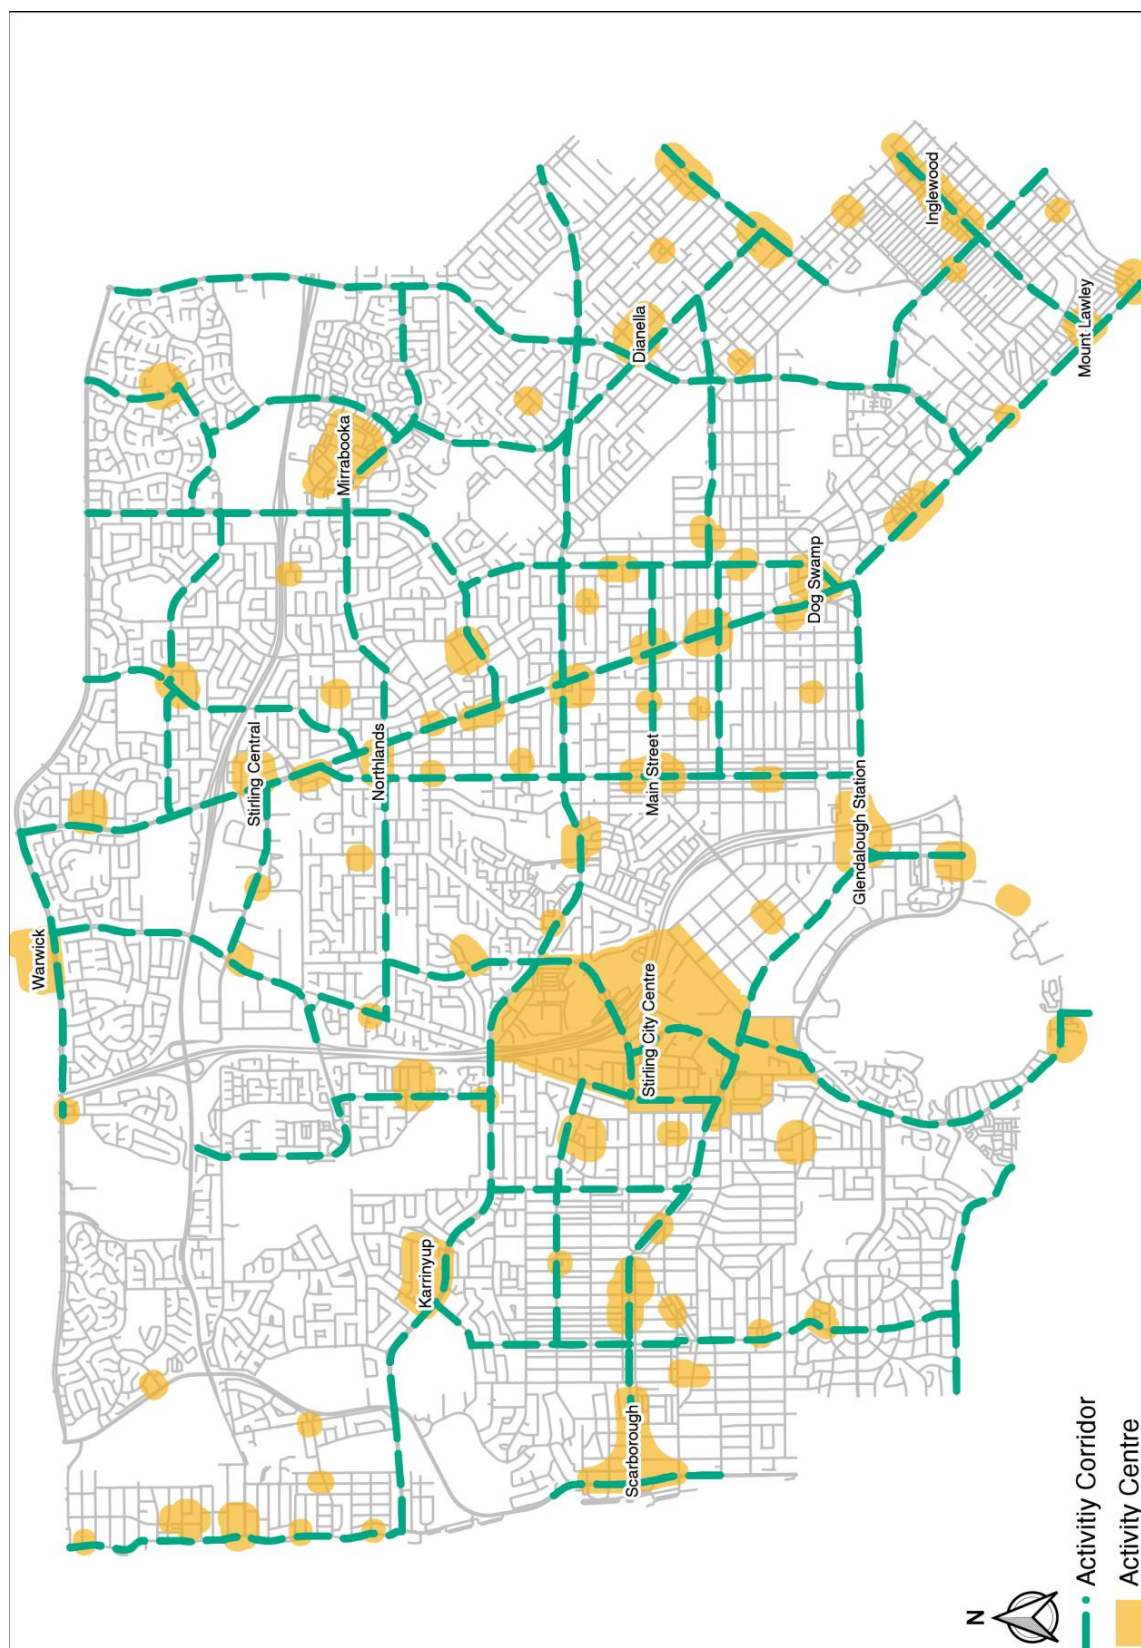 Warwick
Stirling Central
Mirrabooka
Northlands
Karrinyup
Dianella
Inglewood
Mount Lawley
Dog Swamp
Main Street
Glendalough Station
Stirling City Centre
Scarborough
N
Activitiy Corridor
Activity Centre